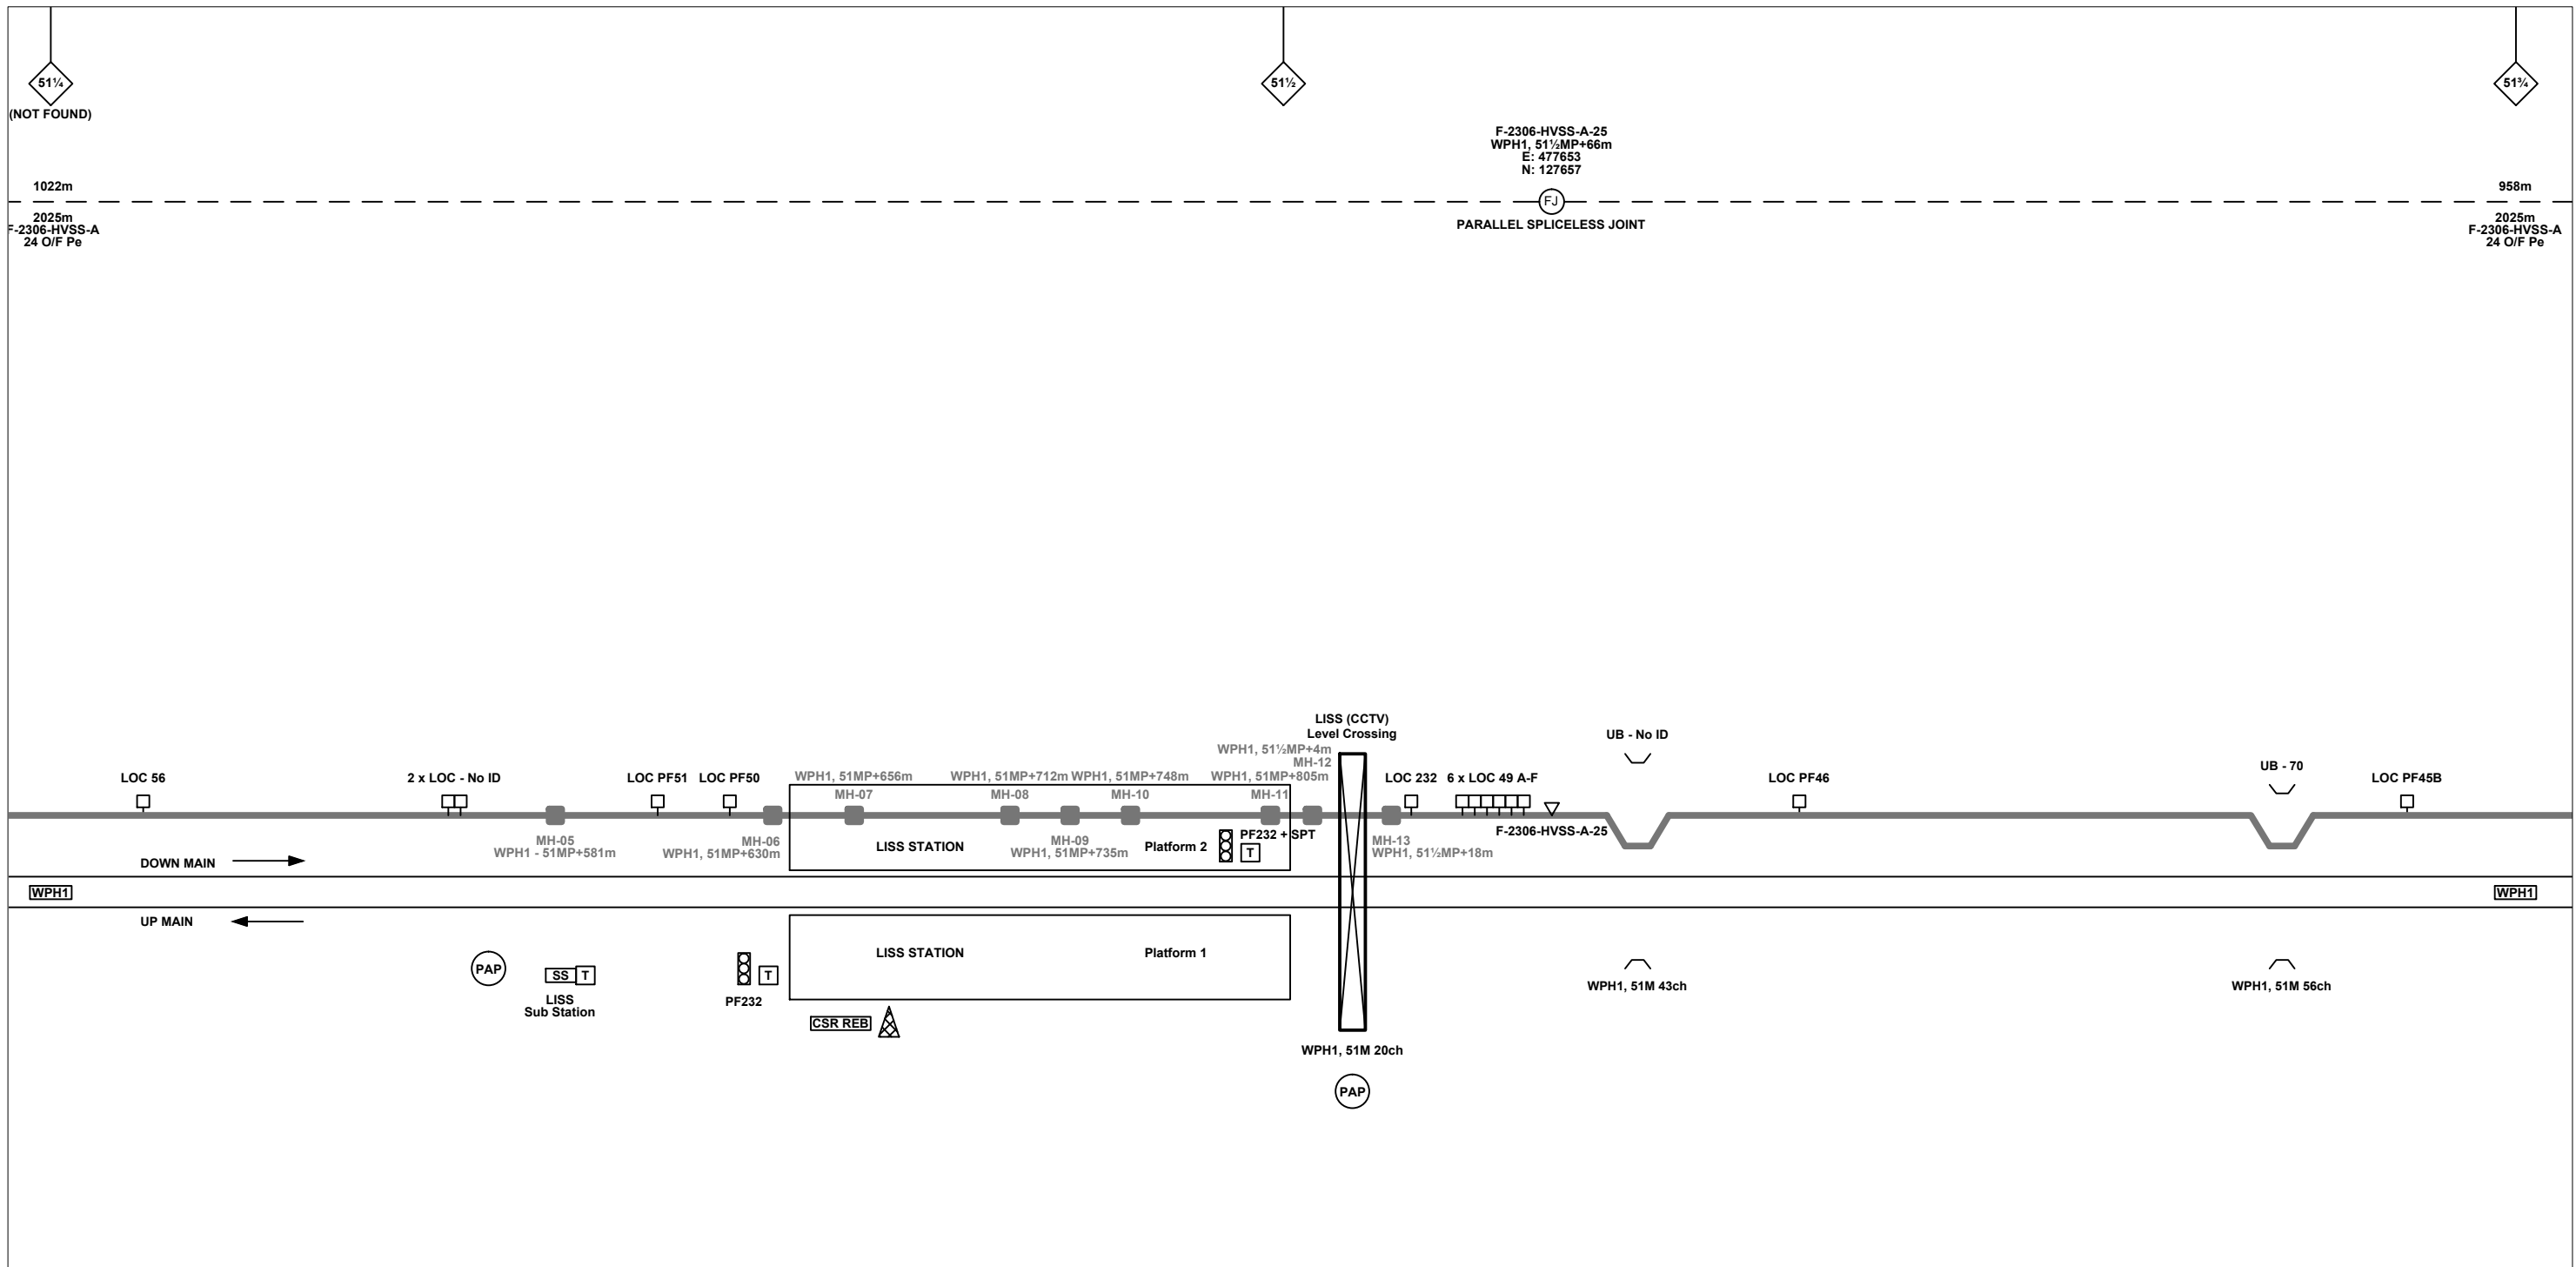 51¼
51½
51¾
(NOT FOUND)
F-2306-HVSS-A-25
WPH1, 51½MP+66m
E: 477653
N: 127657
1022m
958m
FJ
2025m
F-2306-HVSS-A
24 O/F Pe
PARALLEL SPLICELESS JOINT
2025m
F-2306-HVSS-A
24 O/F Pe
LISS (CCTV)
Level Crossing
UB - No ID
WPH1, 51½MP+4m
MH-12
UB - 70
LOC 56
2 x LOC - No ID
LOC PF51
LOC PF50
WPH1, 51MP+656m
WPH1, 51MP+712m
WPH1, 51MP+748m
WPH1, 51MP+805m
LOC 232
6 x LOC 49 A-F
LOC PF46
LOC PF45B
MH-07
MH-08
MH-10
MH-11
F-2306-HVSS-A-25
PF232 + SPT
MH-05
WPH1 - 51MP+581m
MH-06
WPH1, 51MP+630m
LISS STATION
MH-09
WPH1, 51MP+735m
Platform 2
T
MH-13
WPH1, 51½MP+18m
DOWN MAIN
WPH1
WPH1
UP MAIN
LISS STATION
Platform 1
PAP
SS
T
T
LISS
Sub Station
PF232
WPH1, 51M 43ch
WPH1, 51M 56ch
CSR REB
WPH1, 51M 20ch
PAP